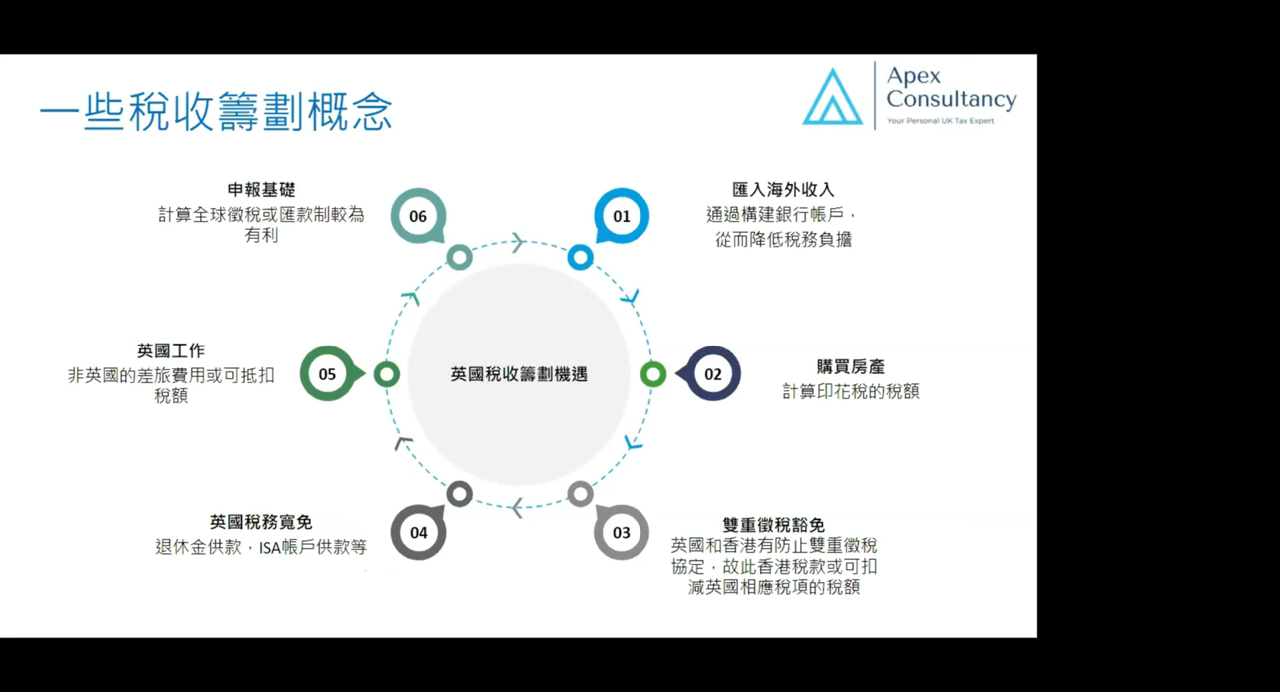 一些稅收籌劃概念
Apex
Consultancy
Your Personal UK Tax Expert
申報基礎
計算全球徵稅或匯款制較為
有利
06
01
匯入海外收入
通過構建銀行帳戶，
從而降低稅務負擔
英國工作
非英國的差旅費用或可抵扣
稅額
05
英國稅收籌劃機遇
02
購買房產
計算印花稅的稅額
英國稅務寬免
退休金供款，ISA帳戶供款等
04
03
雙重徵稅豁免
英國和香港有防止雙重徵稅
協定，故此香港稅款或可扣
減英國相應稅項的稅額